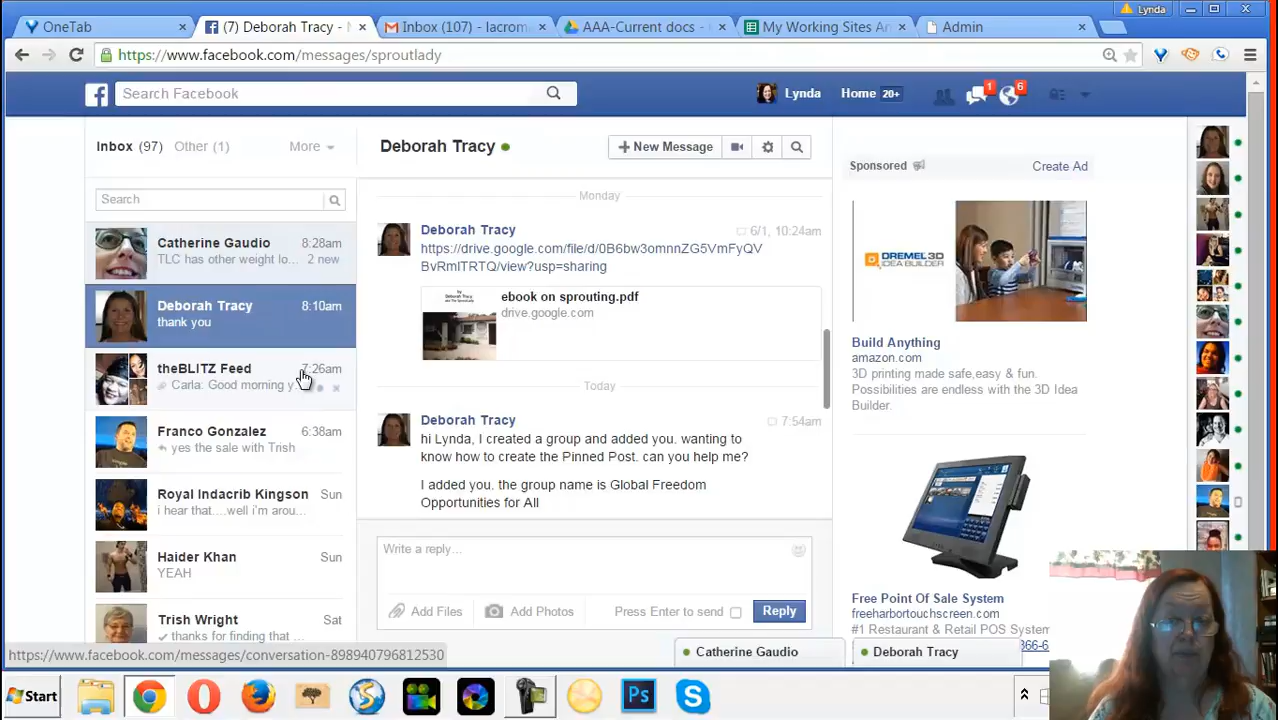 Lynda
OneTab
(7) Deborah Tracy -
Inbox (107) - lacrom
AAA-Current docs -
My Working Sites An
Admin
https://www.facebook.com/messages/sproutlady
Search Facebook
Lynda
Home 20+
1
6
Inbox (97)
Other (1)
More
Search
Catherine Gaudio 8:28am
TLC has other weight lo... 2 new
Deborah Tracy 8:10am
thank you
theBLITZ Feed 7:26am
Carla: Good morning y...
Franco Gonzalez 6:38am
yes the sale with Trish
Royal Indacrib Kingson Sun
i hear that....well i'm arou...
Haider Khan Sun
YEAH
Trish Wright Sat
thanks for finding that ...
Deborah Tracy
+ New Message
Monday
Deborah Tracy 6/1, 10:24am
https://drive.google.com/file/d/0B6bw3omnnZG5VmFyQV
BvRmlTRTQ/view?usp=sharing
ebook on sprouting.pdf
drive.google.com
Today
Deborah Tracy 7:54am
hi Lynda, I created a group and added you. wanting to
know how to create the Pinned Post. can you help me?
I added you. the group name is Global Freedom
Opportunities for All
Write a reply...
Add Files
Add Photos
Press Enter to send
Reply
Sponsored
Create Ad
DREMEL 3D
IDEA BUILDER
Build Anything
amazon.com
3D printing made safe,easy & fun.
Possibilities are endless with the 3D Idea
Builder.
Free Point Of Sale System
freeharbortouchscreen.com
#1 Restaurant & Retail POS System
366-6
Catherine Gaudio
Deborah Tracy
https://www.facebook.com/messages/conversation-898940796812530
Start
Ps